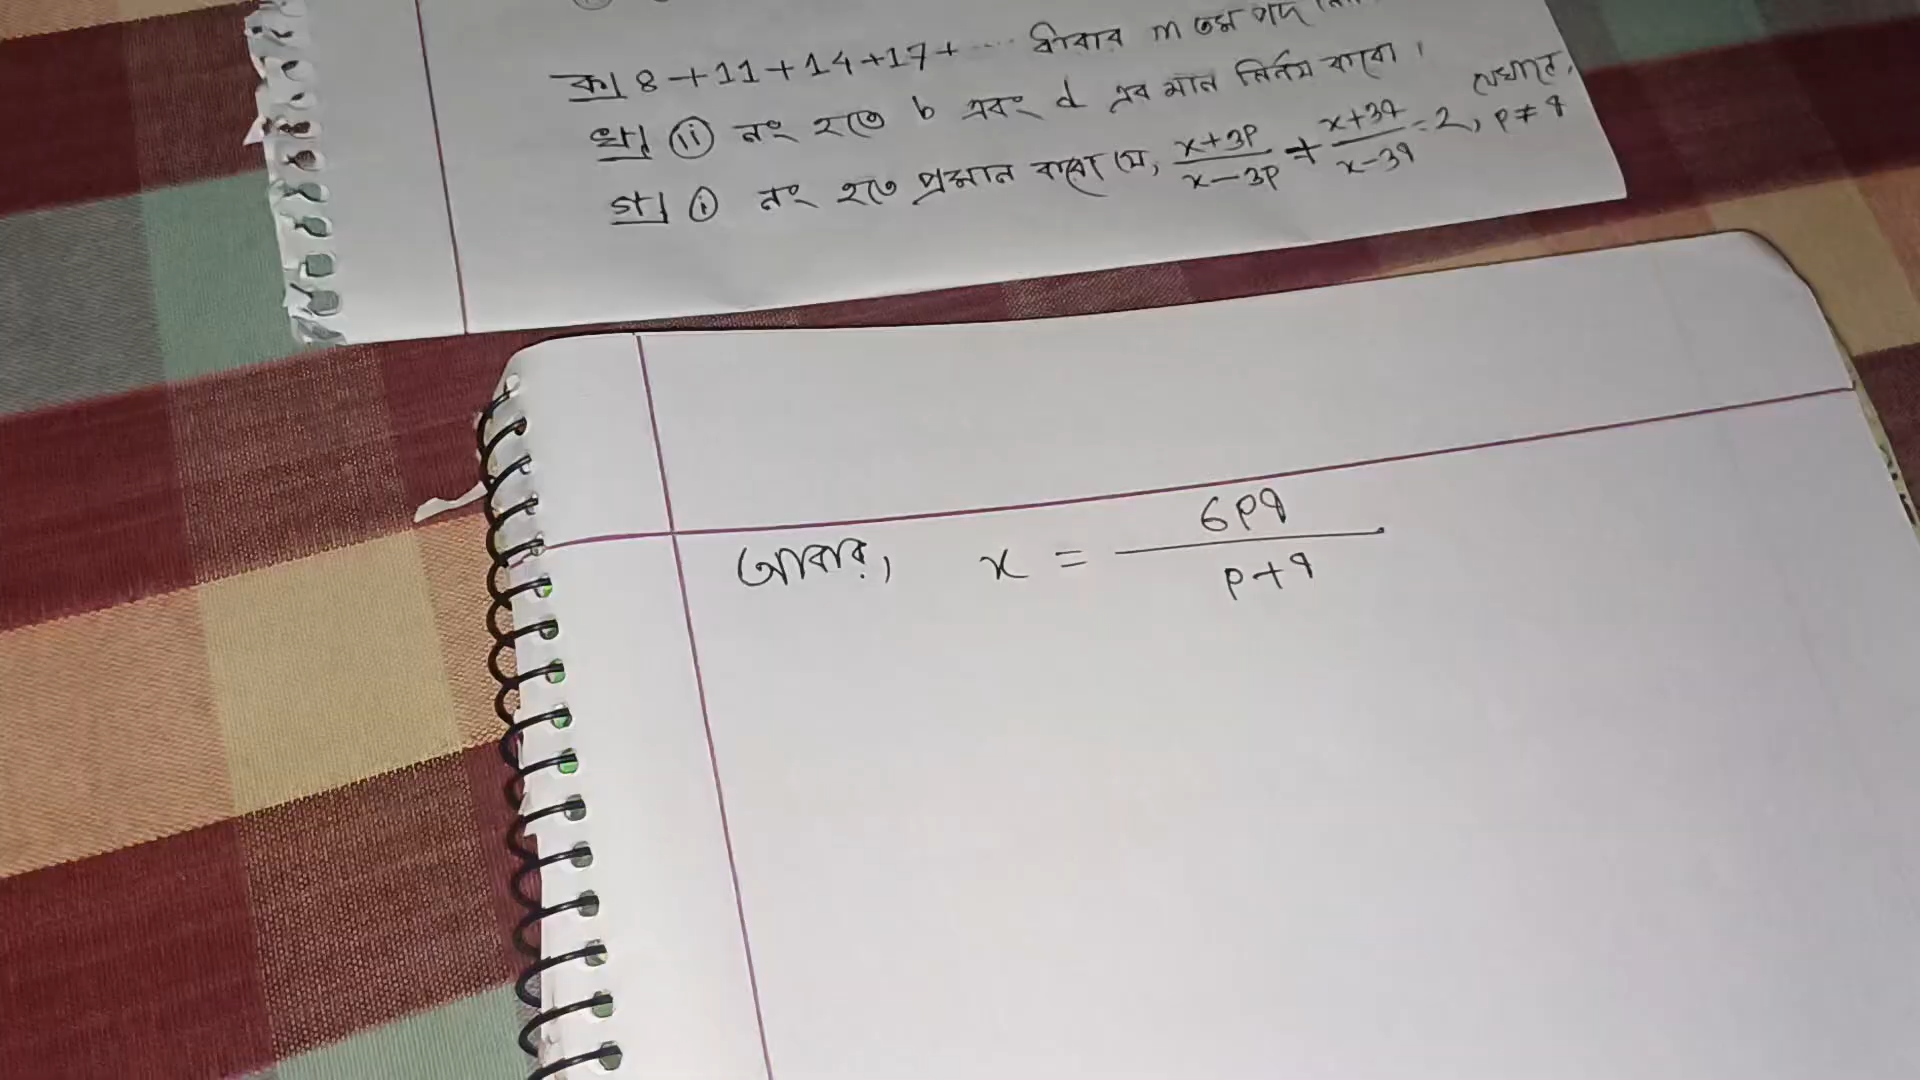 ক| 8+11+14+17+.... ধারার m তম পদ
খ| (ii) নং হতে b এবং d এর মান নির্নয় করো।
গ| (i) নং হতে প্রমান করো যে, (x+3p)/(x-3p) + (x+3q)/(x-3q) = 2, p ≠ q যেখানে,
আবার, x = 6pq/(p+q)